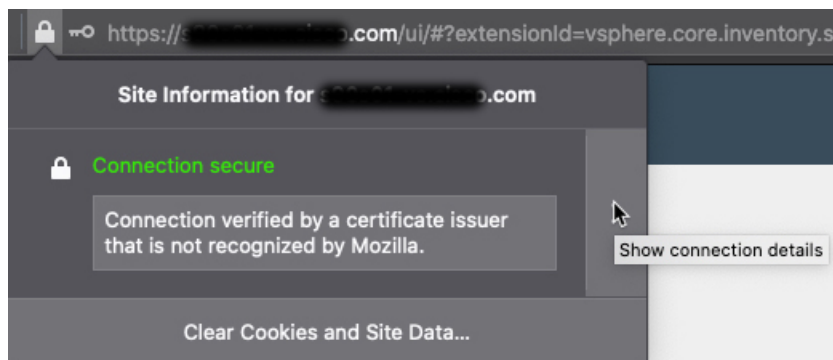 https:// .com/ui/#?extensionId=vsphere.core.inventory.s
Site Information for .com
Connection secure
Connection verified by a certificate issuer
that is not recognized by Mozilla.
Show connection details
Clear Cookies and Site Data...